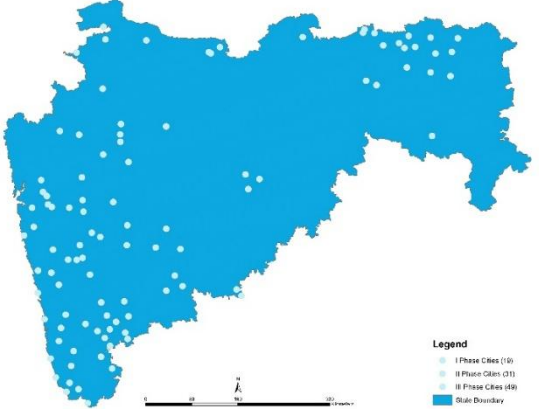 Legend
I Phase Cities (19)
II Phase Cities (31)
III Phase Cities (49)
State Boundary
N